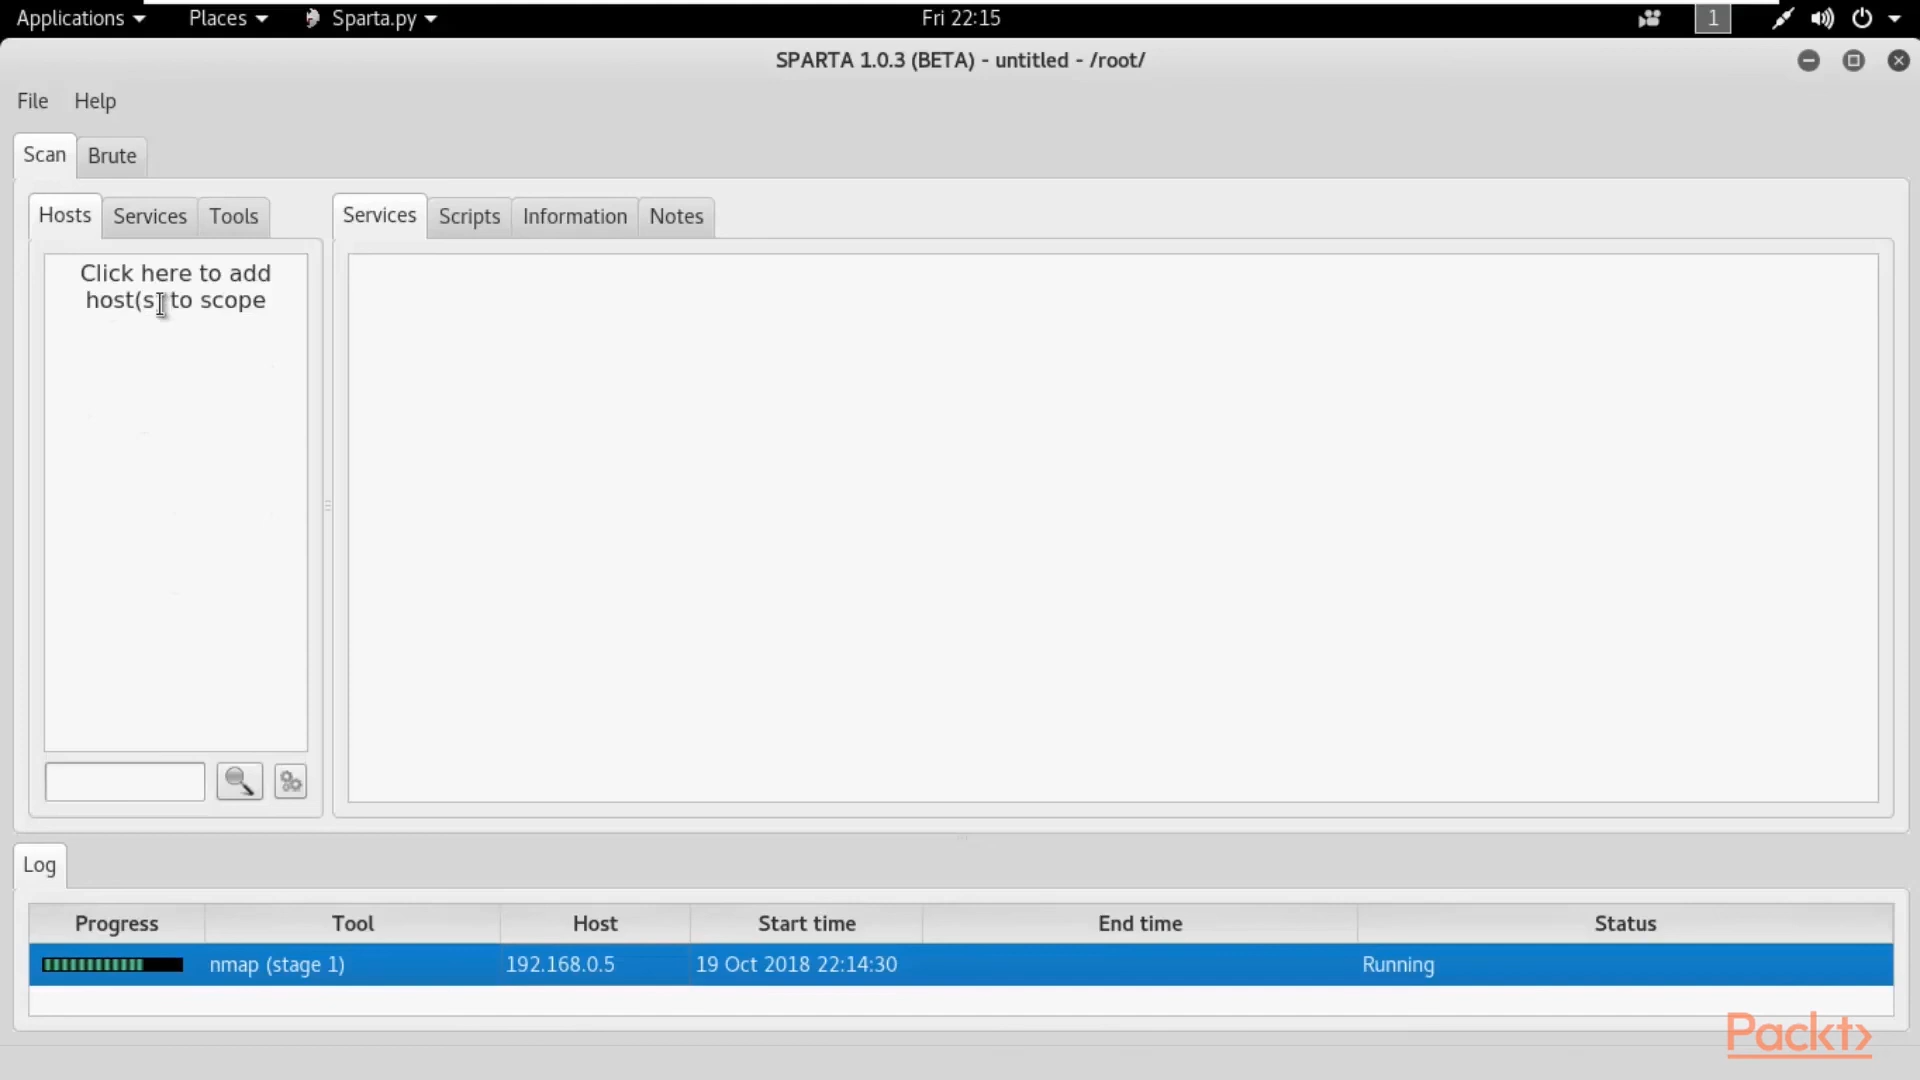 Applications Places Sparta.py Fri 22:15 1
SPARTA 1.0.3 (BETA) - untitled - /root/
File Help
Scan Brute
Hosts Services Tools Services Scripts Information Notes
Click here to add
host(s) to scope
Log
Progress Tool Host Start time End time Status
nmap (stage 1) 192.168.0.5 19 Oct 2018 22:14:30 Running
Packt>